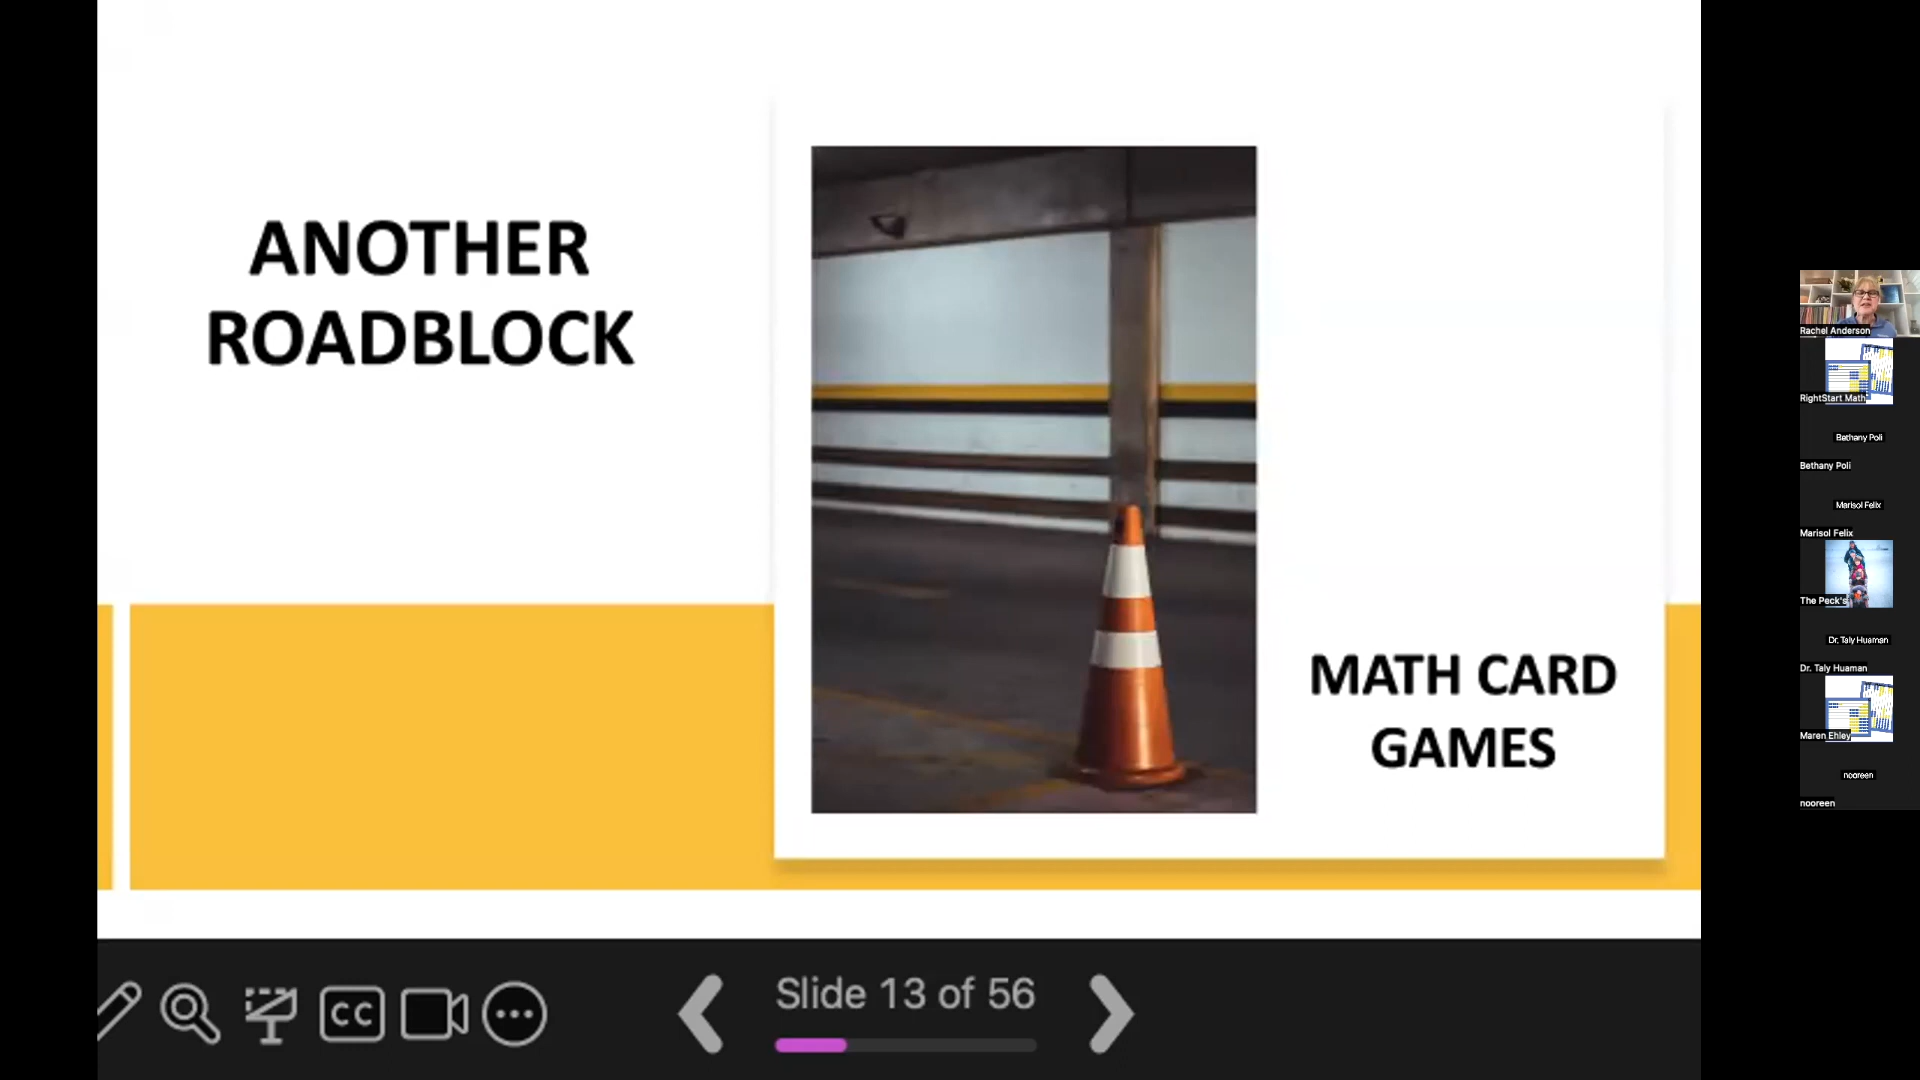 ANOTHER
ROADBLOCK
MATH CARD
GAMES
CC
Slide 13 of 56
Rachel Anderson
RightStart Math
Bethany Poli
Bethany Poli
Marisol Felix
Marisol Felix
The Peck's
Dr. Taly Huaman
Dr. Taly Huaman
Maren Ehley
nooreen
nooreen